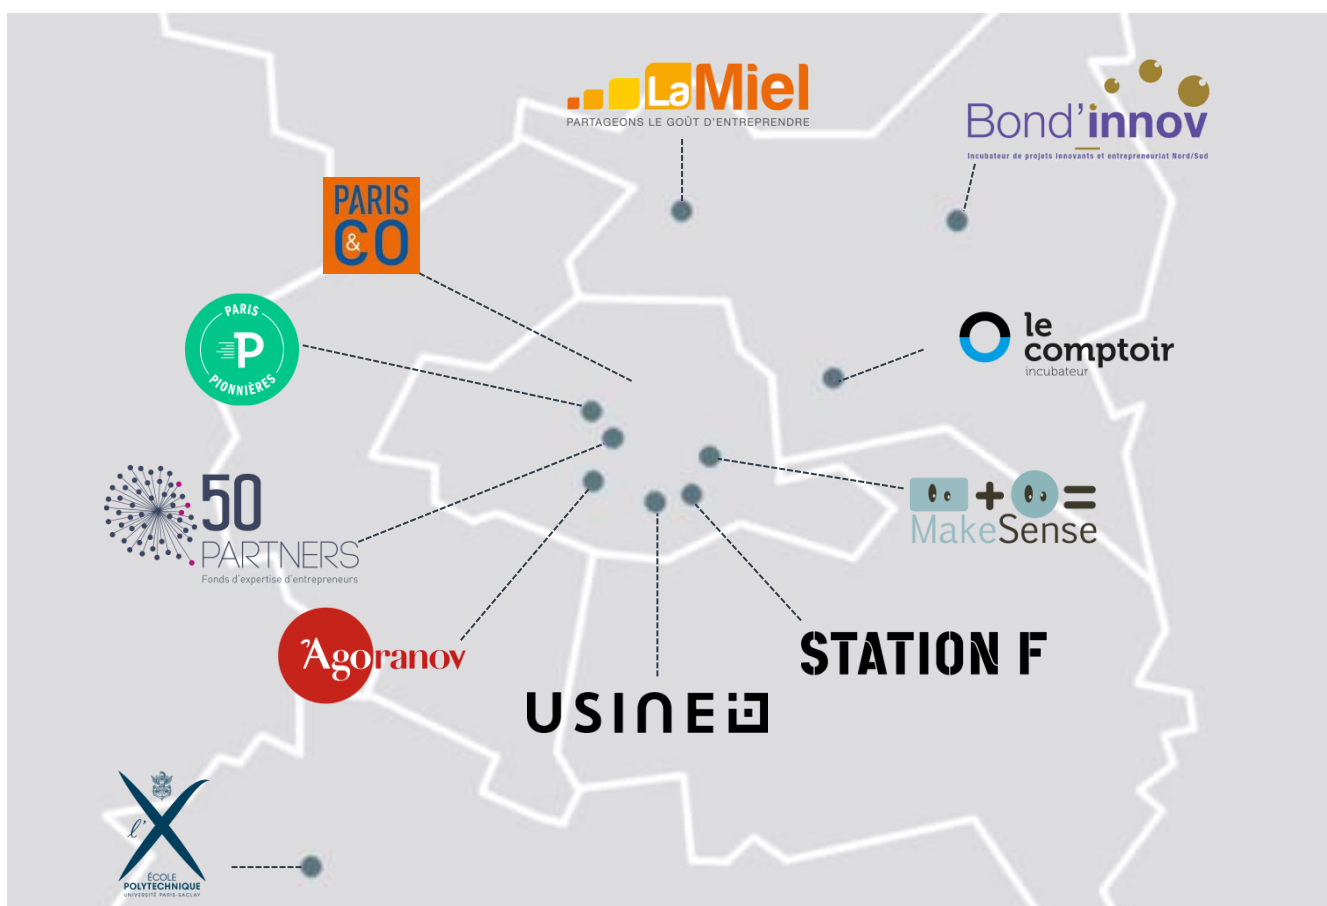 LaMiel
PARTAGEONS LE GOÛT D'ENTREPRENDRE
Bond'innov
Incubateur de projets innovants et entrepreneuriat Nord/Sud
PARIS
&CO
PARIS
P
PIONNIÈRES
le
comptoir
incubateur
50
PARTNERS
Fonds d'expertise d'entrepreneurs
+ =
MakeSense
Agoranov
STATION F
USINE iO
l'X
ÉCOLE
POLYTECHNIQUE
UNIVERSITÉ PARIS-SACLAY